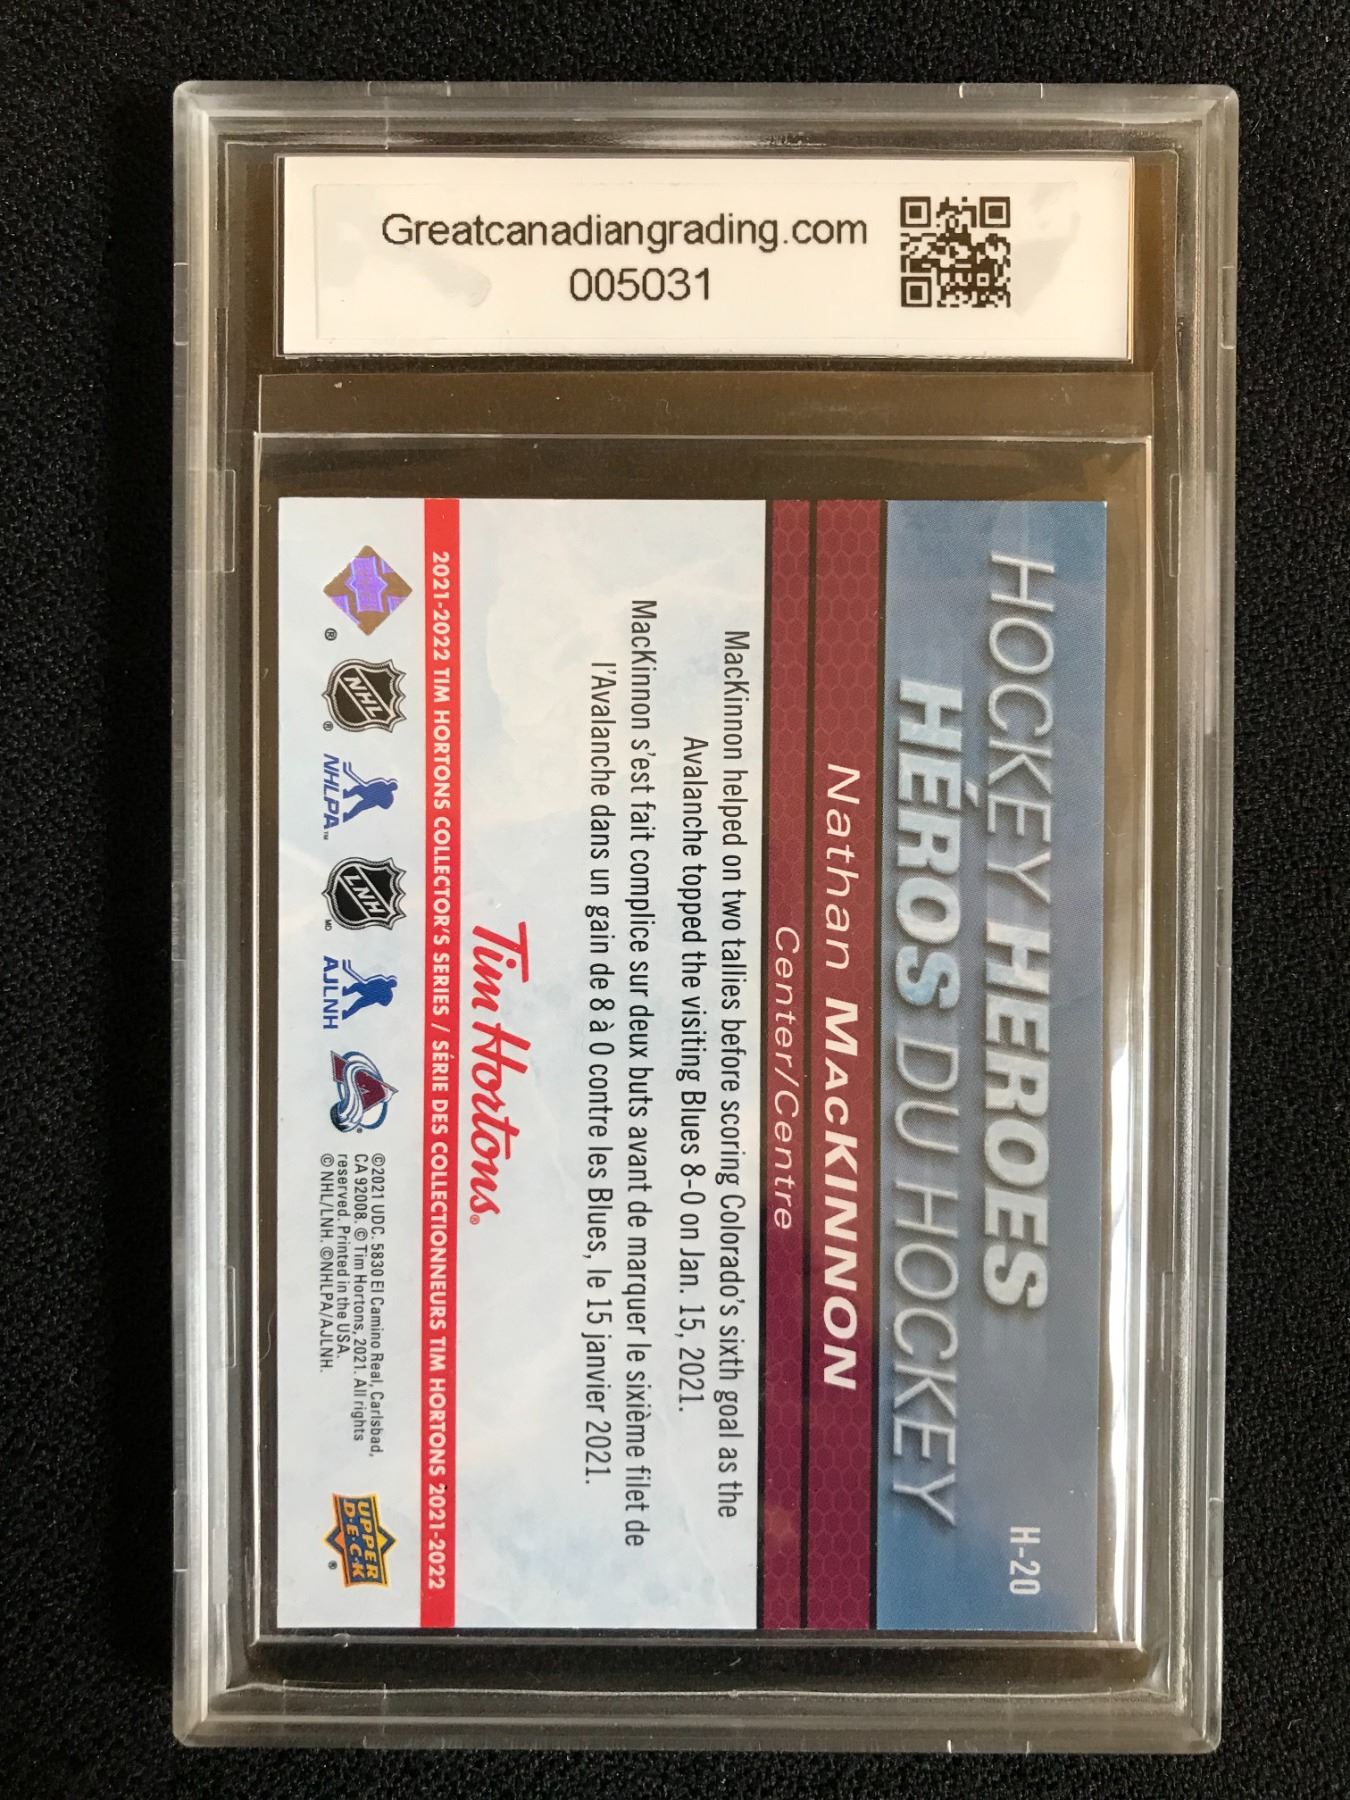 Greatcanadiangrading.com
005031
HOCKEY HEROES
HÉROS DU HOCKEY
H-20
Nathan MacKINNON
Center/Centre
MacKinnon helped on two tallies before scoring Colorado's sixth goal as the
Avalanche topped the visiting Blues 8-0 on Jan. 15, 2021.
MacKinnon s'est fait complice sur deux buts avant de marquer le sixième filet de
l'Avalanche dans un gain de 8 à 0 contre les Blues, le 15 janvier 2021.
Tim Hortons®
2021-2022 TIM HORTONS COLLECTOR'S SERIES / SÉRIE DES COLLECTIONNEURS TIM HORTONS 2021-2022
®
NHL®
NHLPA™
LNH MD
AJLNH
©2021 UDC. 5830 El Camino Real, Carlsbad,
CA 92008. © Tim Hortons, 2021. All rights
reserved. Printed in the USA.
©NHL/LNH. ©NHLPA/AJLNH.
UPPER
DECK®